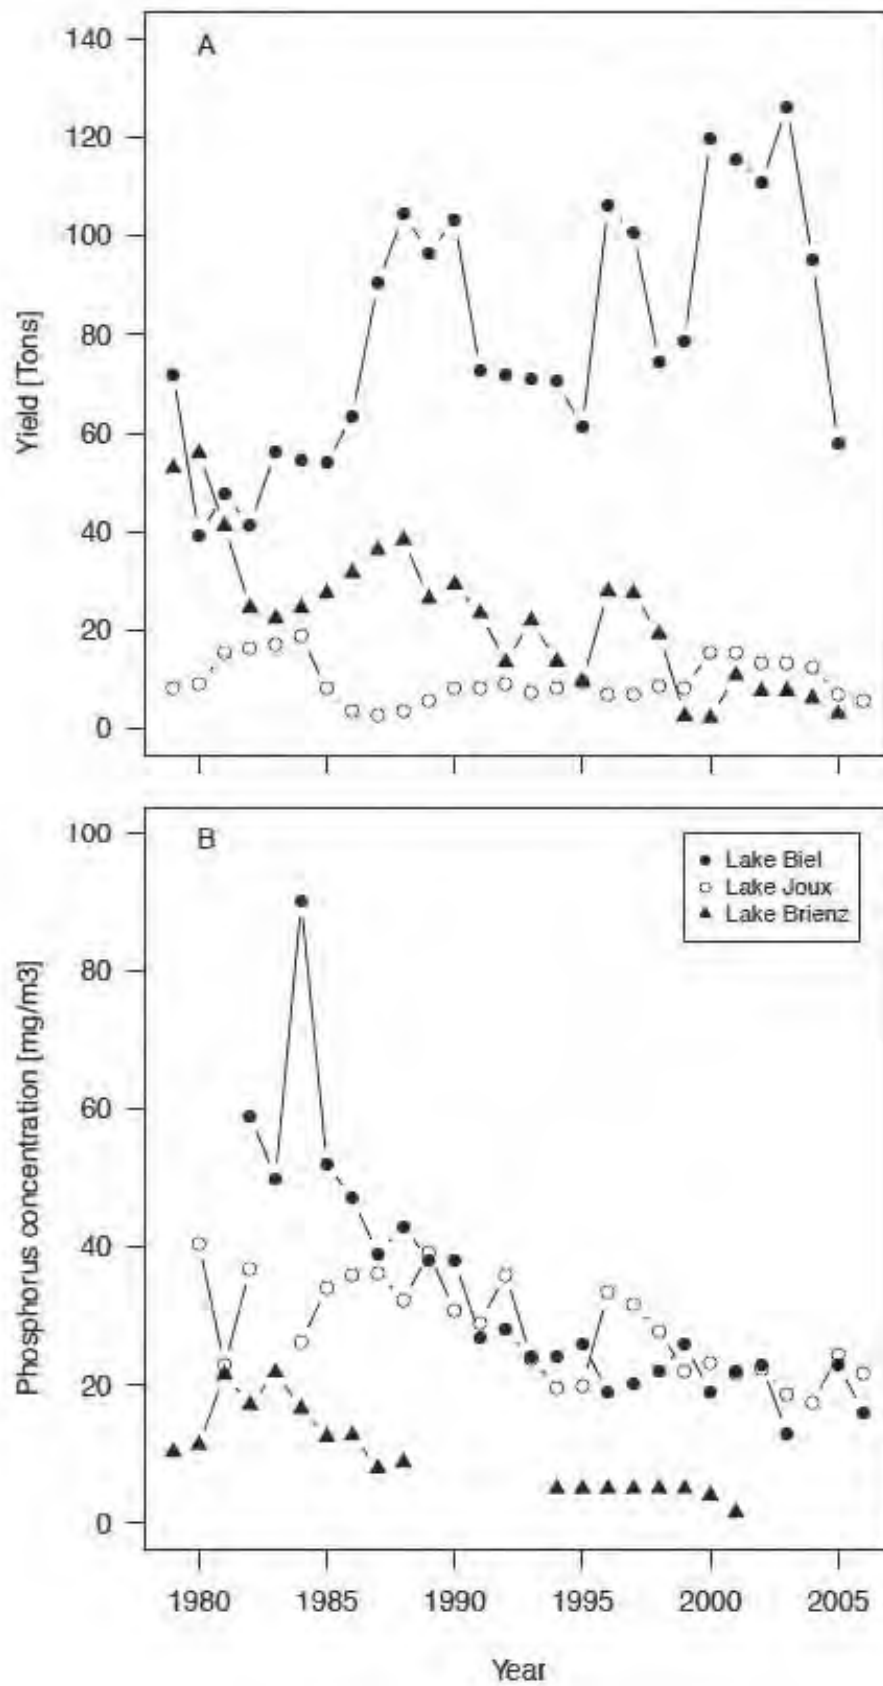 A
140
120
100
80
60
40
20
0
Yield [Tons]
B
100
80
60
40
20
0
Phosphorus concentration [mg/m3]
Lake Biel
Lake Joux
Lake Brienz
1980 1985 1990 1995 2000 2005
Year